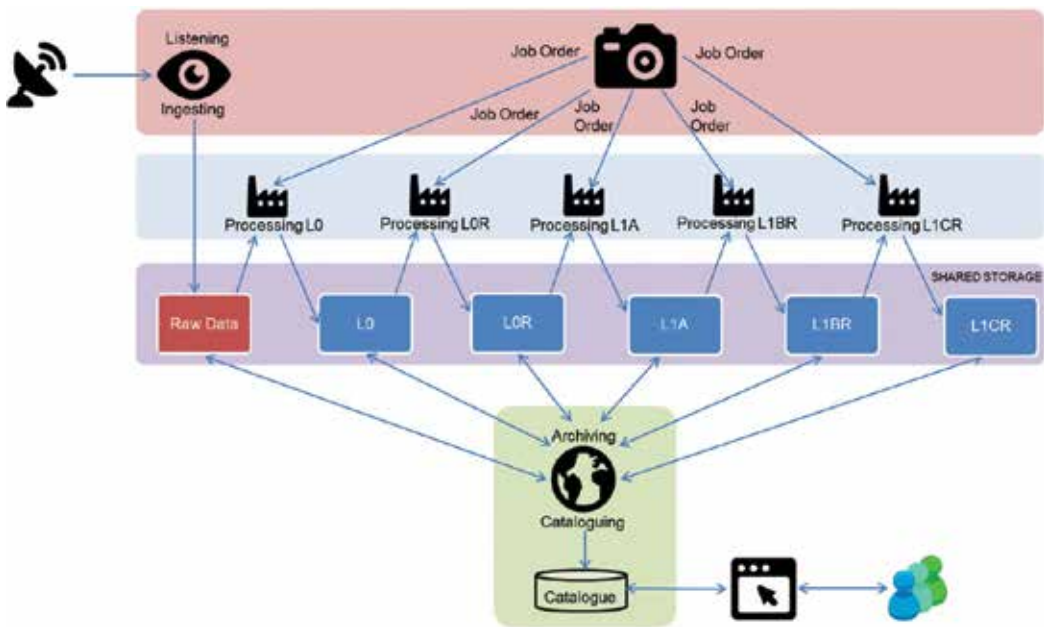 Listening
Ingesting
Job Order
Job Order
Job Order
Job
Order
Job
Order
Processing L0
Processing L0R
Processing L1A
Processing L1BR
Processing L1CR
SHARED STORAGE
Raw Data
L0
L0R
L1A
L1BR
L1CR
Archiving
Cataloguing
Catalogue